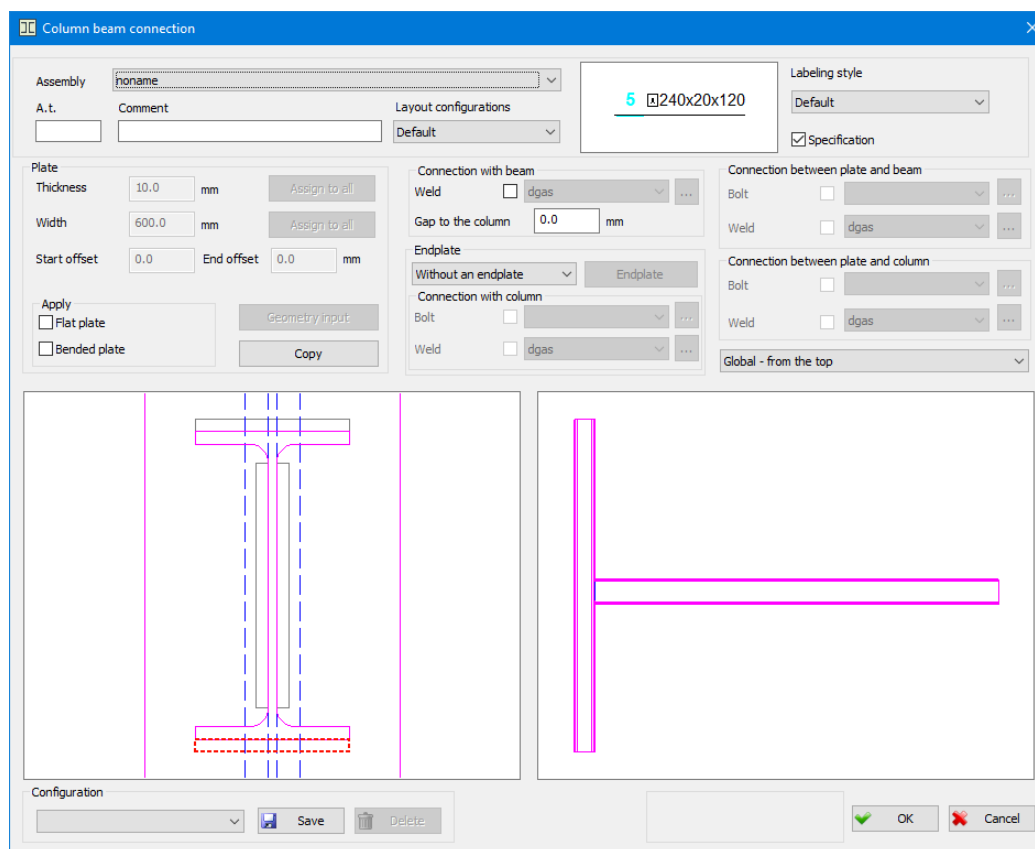 Column beam connection
Assembly
noname
A.t.
Comment
Layout configurations
Default
5 240x20x120
Labeling style
Default
Specification
Plate
Thickness 10.0 mm Assign to all
Width 600.0 mm Assign to all
Start offset 0.0 End offset 0.0 mm
Apply
Flat plate
Bended plate
Geometry input
Copy
Connection with beam
Weld dgas ...
Gap to the column 0.0 mm
Endplate
Without an endplate Endplate
Connection with column
Bolt ...
Weld dgas ...
Connection between plate and beam
Bolt ...
Weld dgas ...
Connection between plate and column
Bolt ...
Weld dgas ...
Global - from the top
Configuration
Save
Delete
OK
Cancel